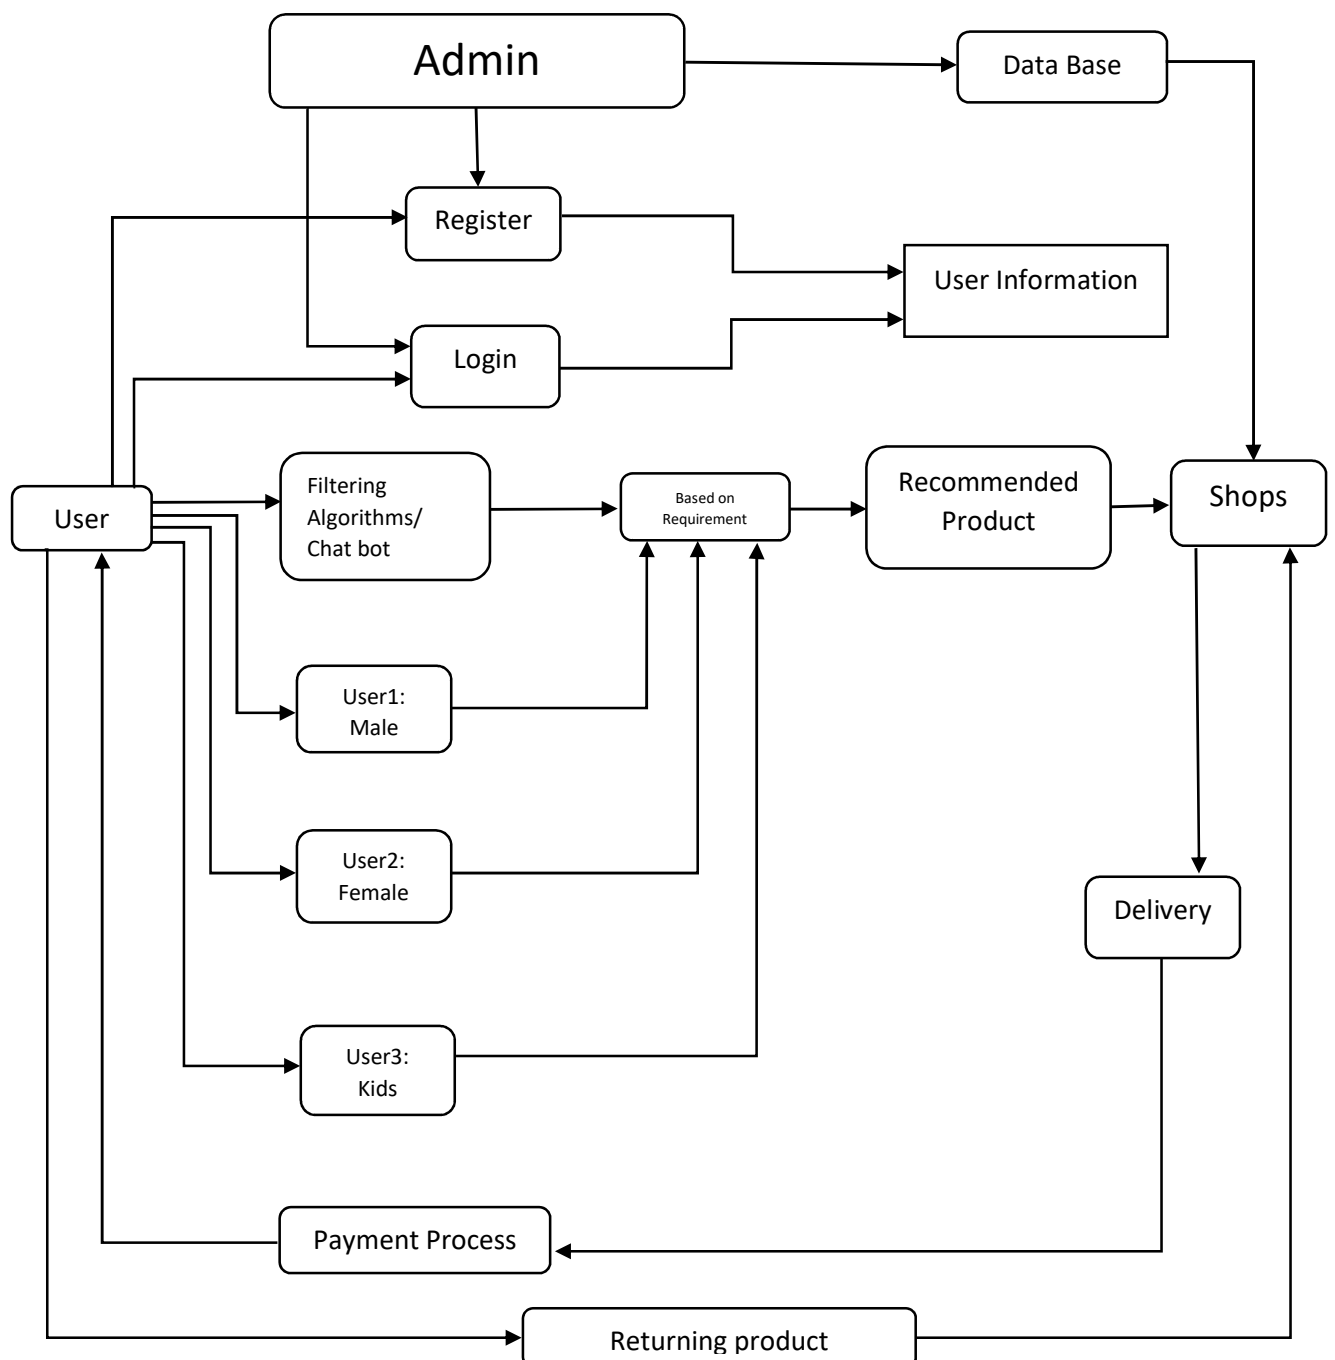 Admin
Data Base
Register
User Information
Login
User
Filtering
Algorithms/
Chat bot
Based on
Requirement
Recommended
Product
Shops
User1:
Male
User2:
Female
Delivery
User3:
Kids
Payment Process
Returning product